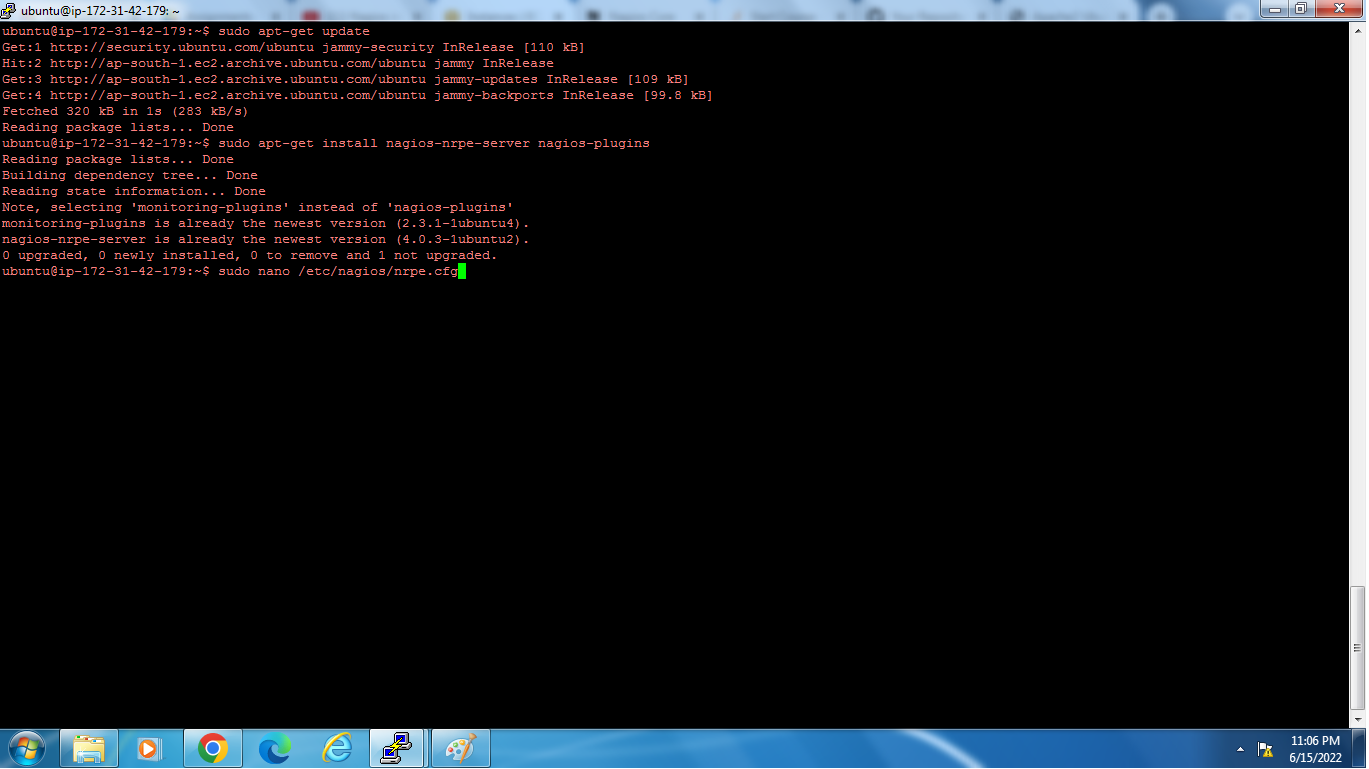 ubuntu@ip-172-31-42-179: ~
ubuntu@ip-172-31-42-179:~$ sudo apt-get update
Get:1 http://security.ubuntu.com/ubuntu jammy-security InRelease [110 kB]
Hit:2 http://ap-south-1.ec2.archive.ubuntu.com/ubuntu jammy InRelease
Get:3 http://ap-south-1.ec2.archive.ubuntu.com/ubuntu jammy-updates InRelease [109 kB]
Get:4 http://ap-south-1.ec2.archive.ubuntu.com/ubuntu jammy-backports InRelease [99.8 kB]
Fetched 320 kB in 1s (283 kB/s)
Reading package lists... Done
ubuntu@ip-172-31-42-179:~$ sudo apt-get install nagios-nrpe-server nagios-plugins
Reading package lists... Done
Building dependency tree... Done
Reading state information... Done
Note, selecting 'monitoring-plugins' instead of 'nagios-plugins'
monitoring-plugins is already the newest version (2.3.1-1ubuntu4).
nagios-nrpe-server is already the newest version (4.0.3-1ubuntu2).
0 upgraded, 0 newly installed, 0 to remove and 1 not upgraded.
ubuntu@ip-172-31-42-179:~$ sudo nano /etc/nagios/nrpe.cfg
11:06 PM
6/15/2022